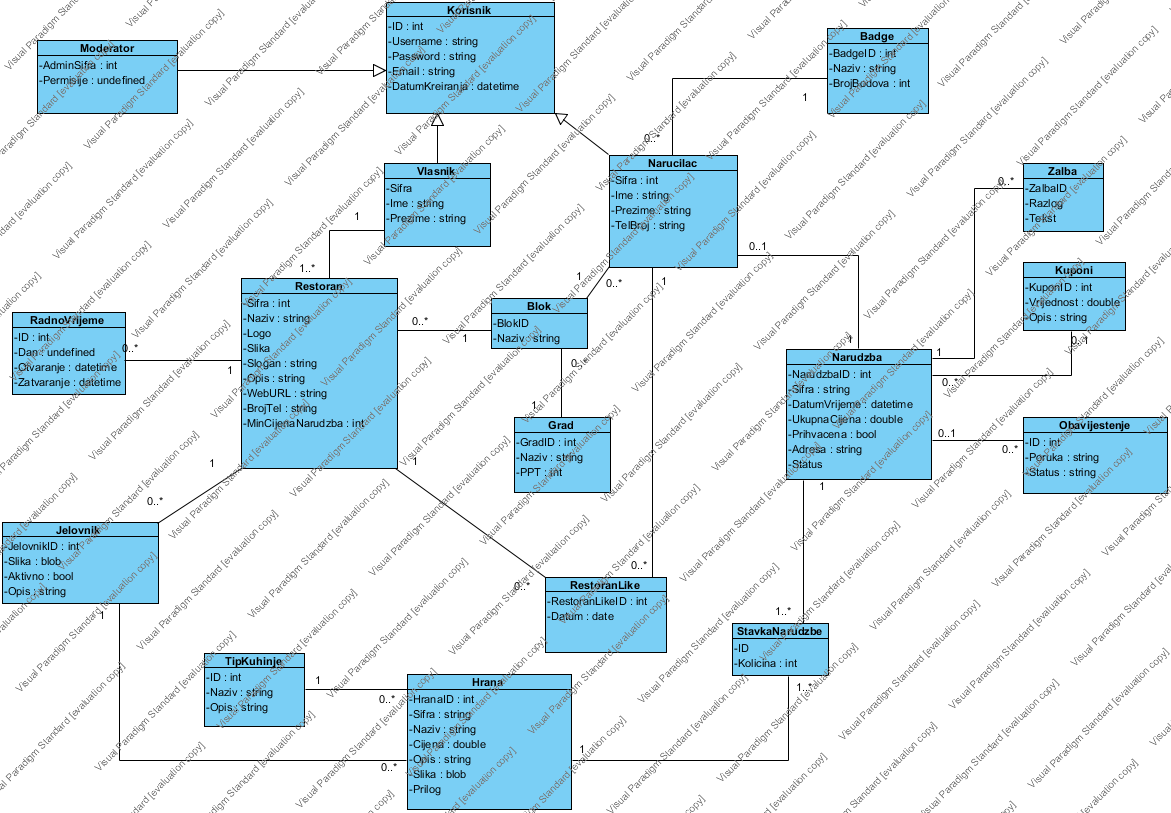 Korisnik
-ID : int
-Username : string
-Password : string
-Email : string
-DatumKreiranja : datetime
Moderator
-AdminSifra : int
-Permisije : undefined
Badge
-BadgeID : int
-Naziv : string
-BrojBodova : int
1
0..*
Vlasnik
-Sifra
-Ime : string
-Prezime : string
1
1..*
Narucilac
-Sifra : int
-Ime : string
-Prezime : string
-TelBroj : string
0..1
1
0..*
1
Zalba
-ZalbaID
-Razlog
-Tekst
0..*
Kuponi
-KuponID : int
-Vrijednost : double
-Opis : string
0..1
Restoran
-Sifra : int
-Naziv : string
-Logo
-Slika
-Slogan : string
-Opis : string
-WebURL : string
-BrojTel : string
-MinCijenaNarudzba : int
RadnoVrijeme
-ID : int
-Dan : undefined
-Otvaranje : datetime
-Zatvaranje : datetime
0..*
1
0..*
1
Blok
-BlokID
-Naziv : string
0..*
1
Grad
-GradID : int
-Naziv : string
-PPT : int
Narudzba
-NarudzbaID : int
-Sifra : string
-DatumVrijeme : datetime
-UkupnaCijena : double
-Prihvacena : bool
-Adresa : string
-Status
1
1
0..*
0..1
0..*
1
Obavijestenje
-ID : int
-Poruka : string
-Status : string
1
0..*
1
Jelovnik
-JelovnikID : int
-Slika : blob
-Aktivno : bool
-Opis : string
1
0..*
0..*
RestoranLike
-RestoranLikeID : int
-Datum : date
1..*
StavkaNarudzbe
-ID
-Kolicina : int
1..*
TipKuhinje
-ID : int
-Naziv : string
-Opis : string
1
0..*
Hrana
-HranaID : int
-Sifra : string
-Naziv : string
-Cijena : double
-Opis : string
-Slika : blob
-Prilog
1
0..*
Visual Paradigm Standard [evaluation copy]